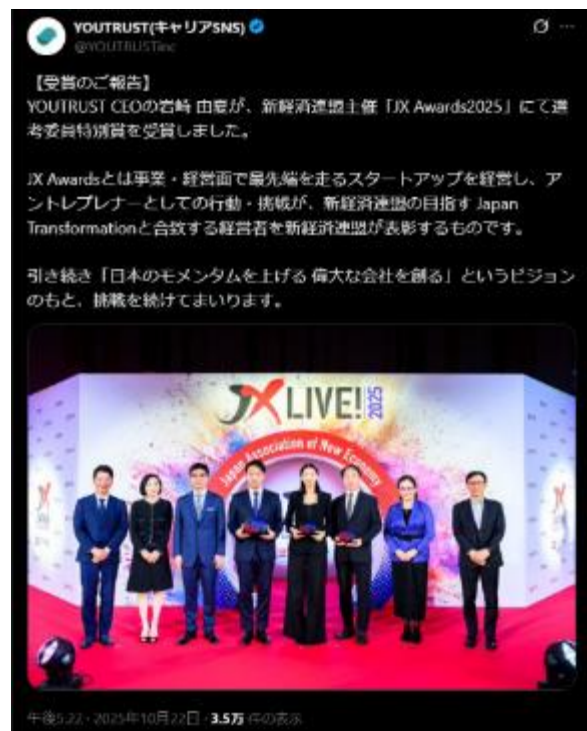 YOUTRUST(キャリアSNS)
@YOUTRUSTinc
【受賞のご報告】
YOUTRUST CEOの岩崎 由夏が、新経済連盟主催「JX Awards2025」にて選
考委員特別賞を受賞しました。
JX Awardsとは事業・経営面で最先端を走るスタートアップを経営し、ア
ントレプレナーとしての行動・挑戦が、新経済連盟の目指す Japan
Transformationと合致する経営者を新経済連盟が表彰するものです。
引き続き「日本のモメンタムを上げる 偉大な会社を創る」というビジョン
のもと、挑戦を続けてまいります。
JX LIVE! 2025
Japan Association of New Economy
午後5:22 · 2025年10月22日 · 3.5万 件の表示